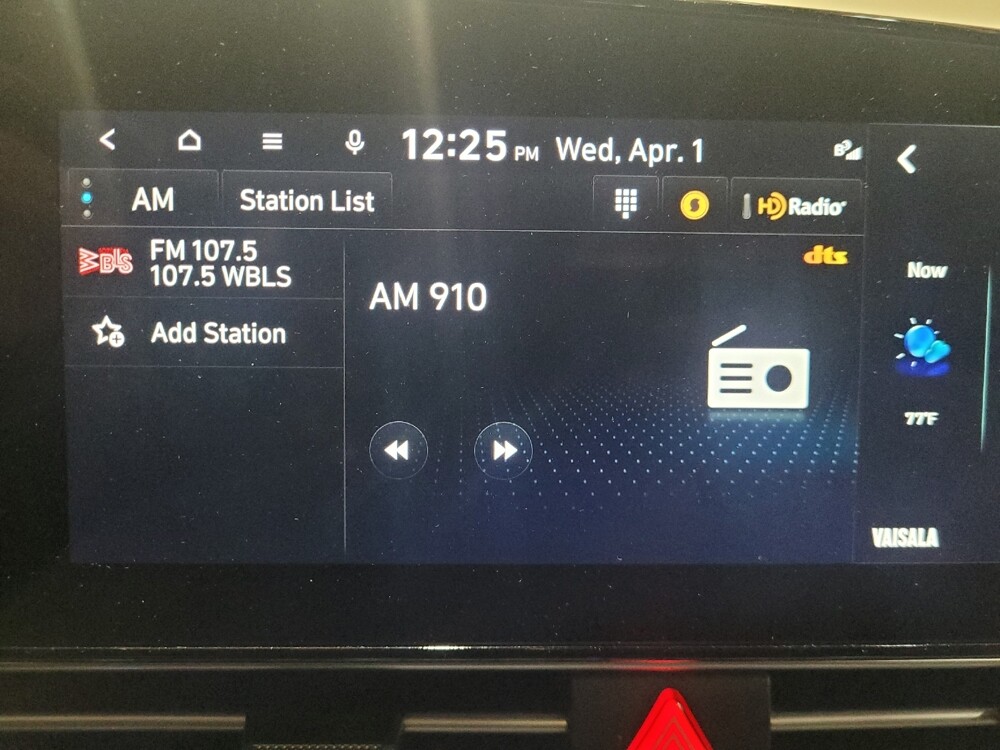 12:25 PM Wed, Apr. 1
AM
Station List
HD Radio
WBLS
FM 107.5
107.5 WBLS
Add Station
AM 910
dts
Now
77F
VAISALA